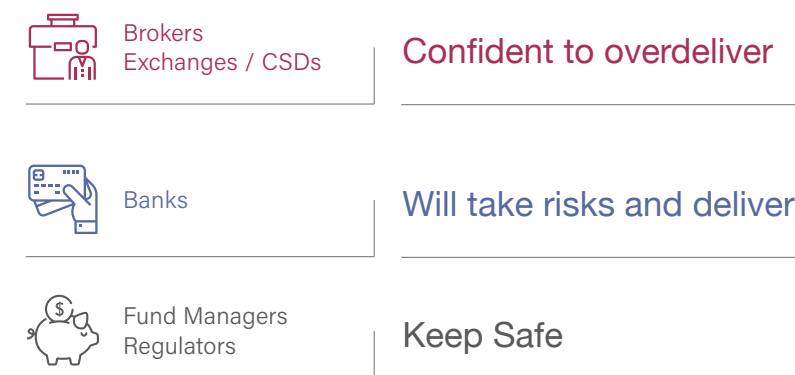 Brokers
Exchanges / CSDs
Confident to overdeliver
Banks
Will take risks and deliver
$
Fund Managers
Regulators
Keep Safe